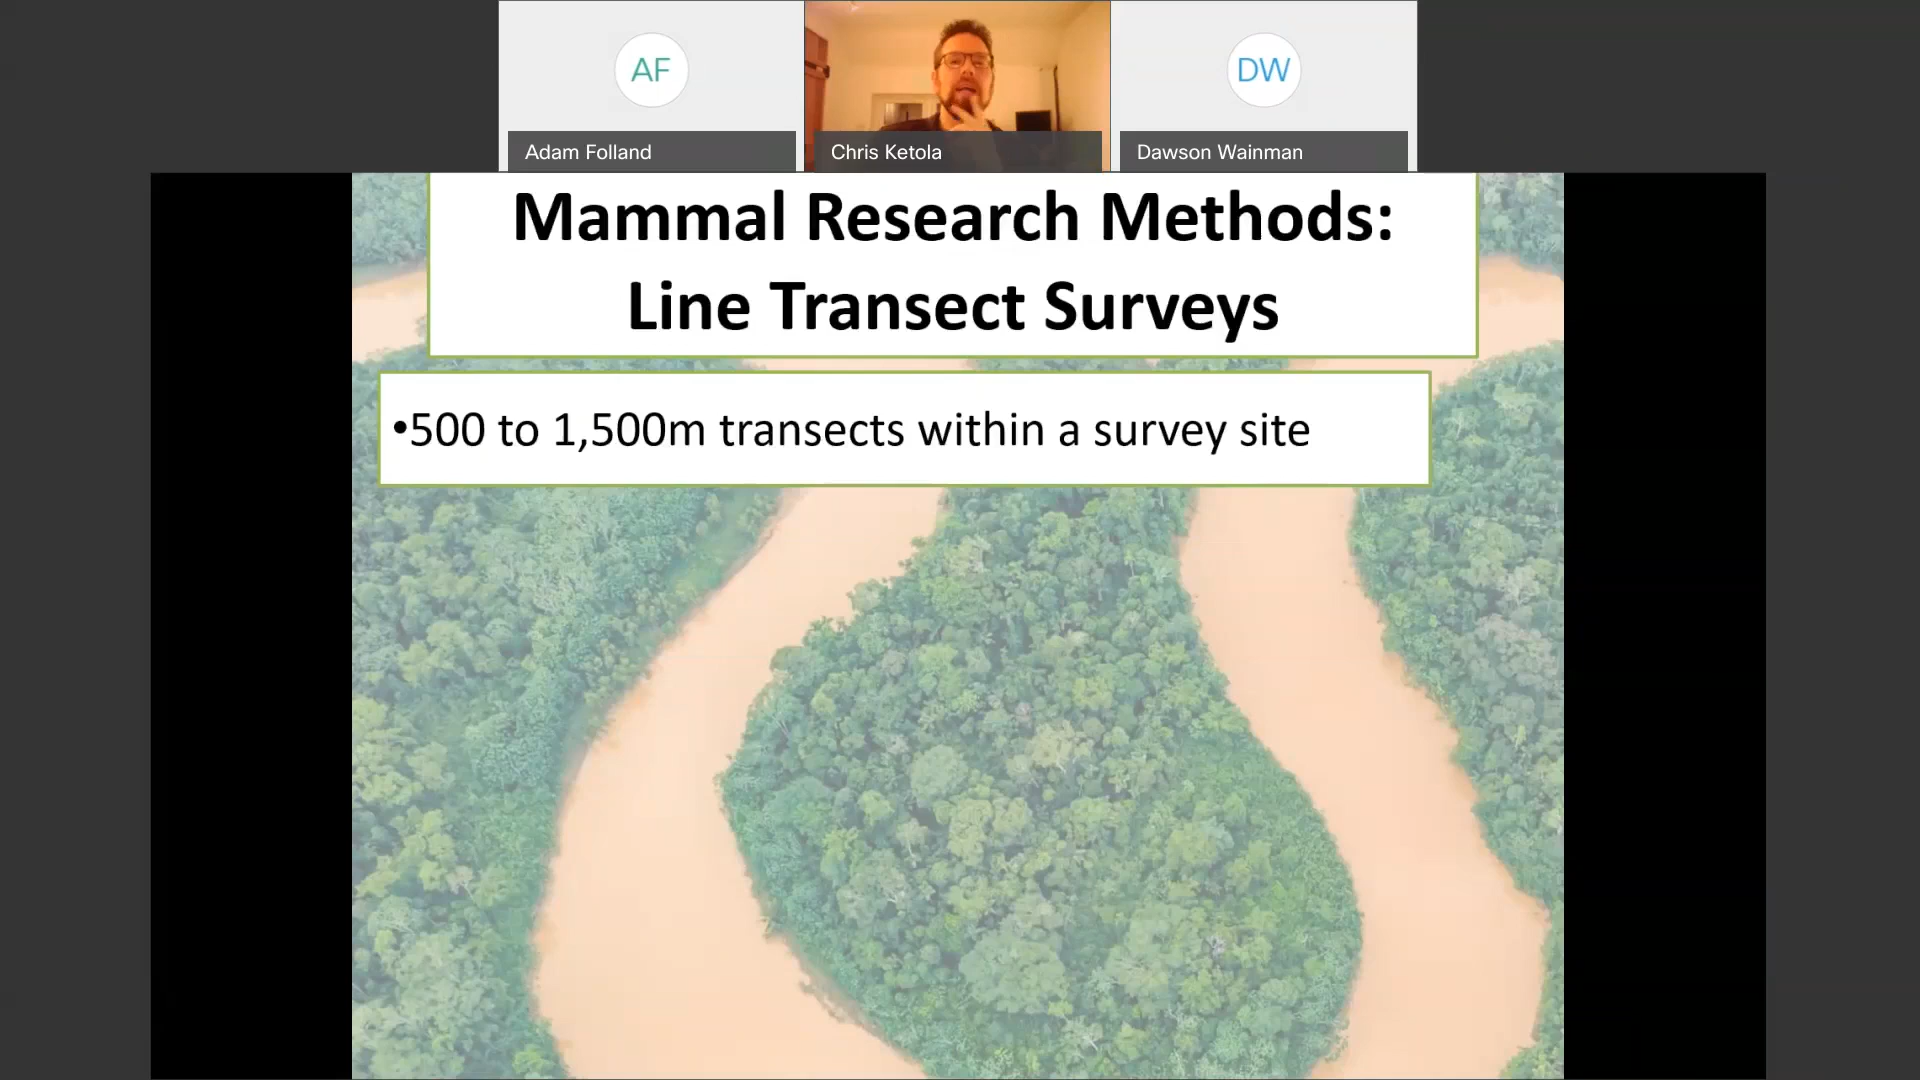 AF
DW
Adam Folland
Chris Ketola
Dawson Wainman
Mammal Research Methods:
Line Transect Surveys
•500 to 1,500m transects within a survey site